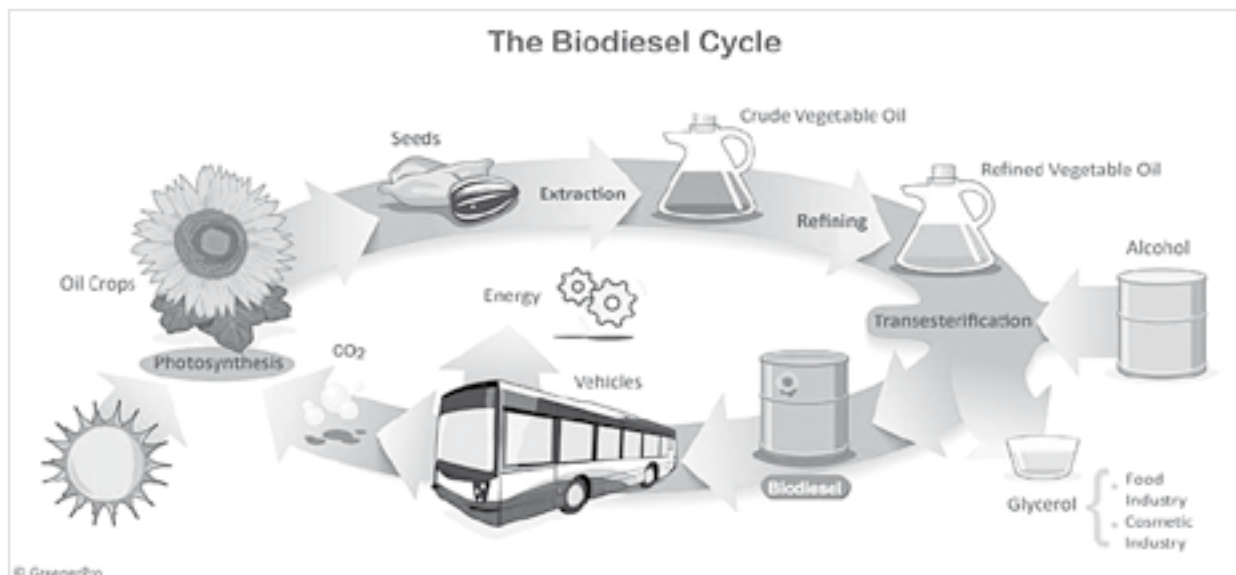 The Biodiesel Cycle
Crude Vegetable Oil
Seeds
Refined Vegetable Oil
Extraction
Refining
Alcohol
Oil Crops
Energy
Transesterification
CO₂
Photosynthesis
Vehicles
Biodiesel
Glycerol
. Food
Industry
. Cosmetic
Industry
© GreenerPro